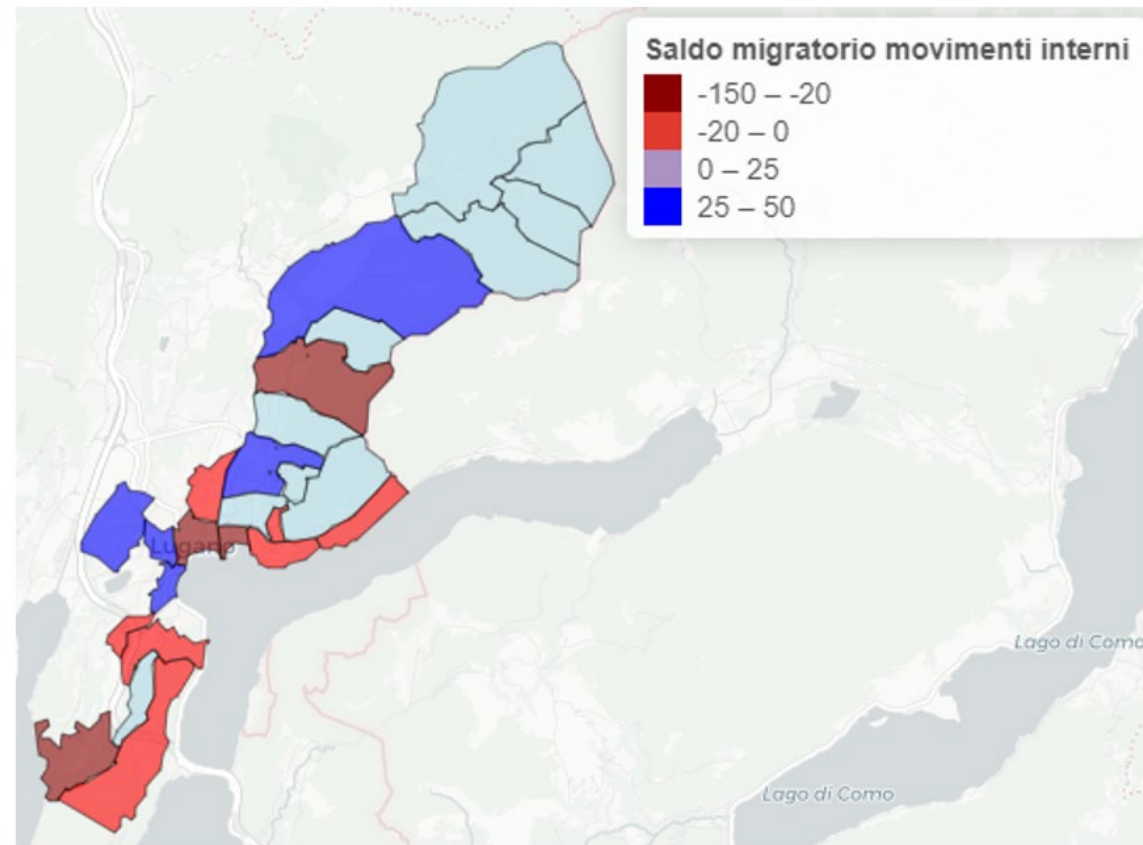 Saldo migratorio movimenti interni
-150 – -20
-20 – 0
0 – 25
25 – 50
Lugano
Lago di Como
Lago di Como